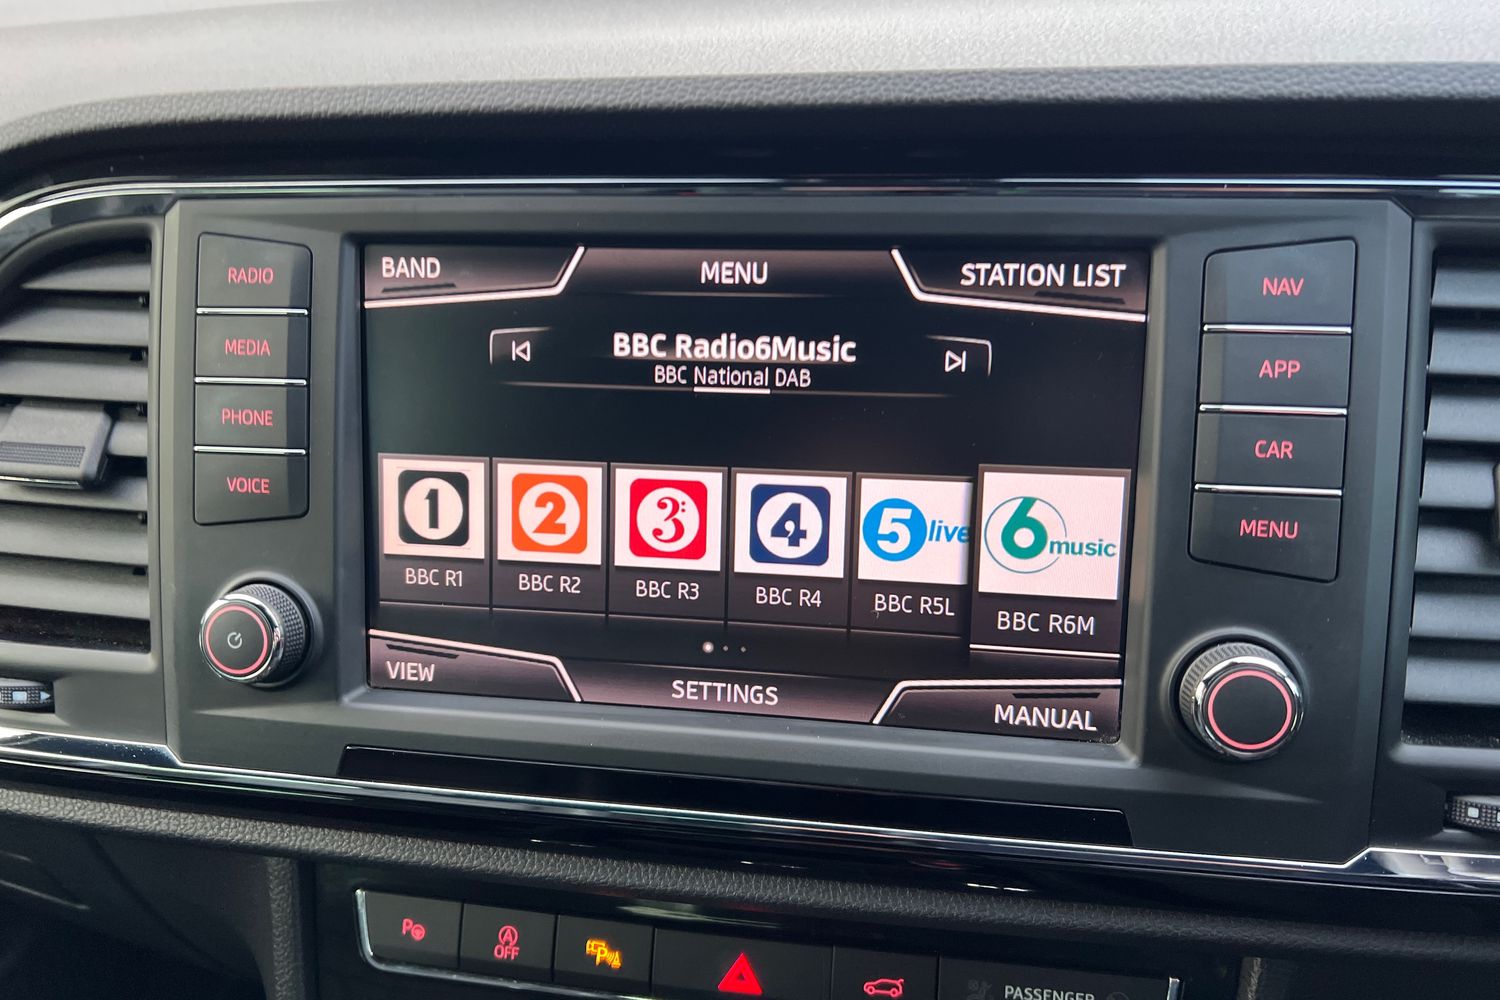 BAND
MENU
STATION LIST
BBC Radio6Music
BBC National DAB
1
2
3
4
5 live
6 music
BBC R1
BBC R2
BBC R3
BBC R4
BBC R5L
BBC R6M
VIEW
SETTINGS
MANUAL
RADIO
MEDIA
PHONE
VOICE
NAV
APP
CAR
MENU
P
A
OFF
P
PASSENGER